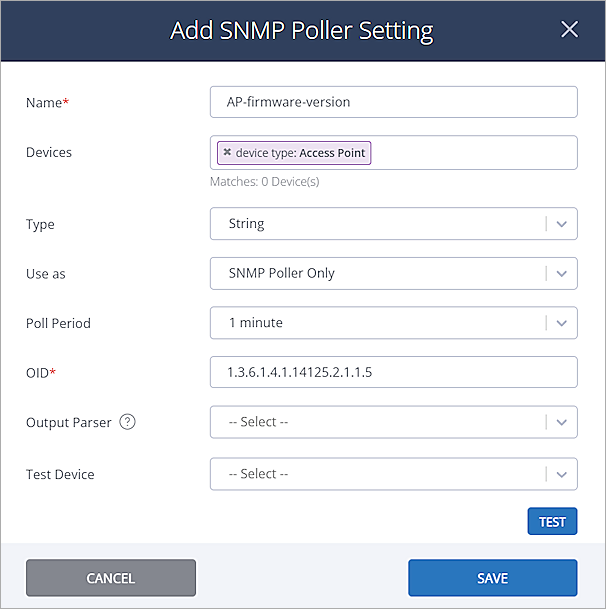 Add SNMP Poller Setting
Name* AP-firmware-version
Devices ✖ device type: Access Point
Matches: 0 Device(s)
Type String
Use as SNMP Poller Only
Poll Period 1 minute
OID* 1.3.6.1.4.1.14125.2.1.1.5
Output Parser ? -- Select --
Test Device -- Select --
TEST
CANCEL SAVE